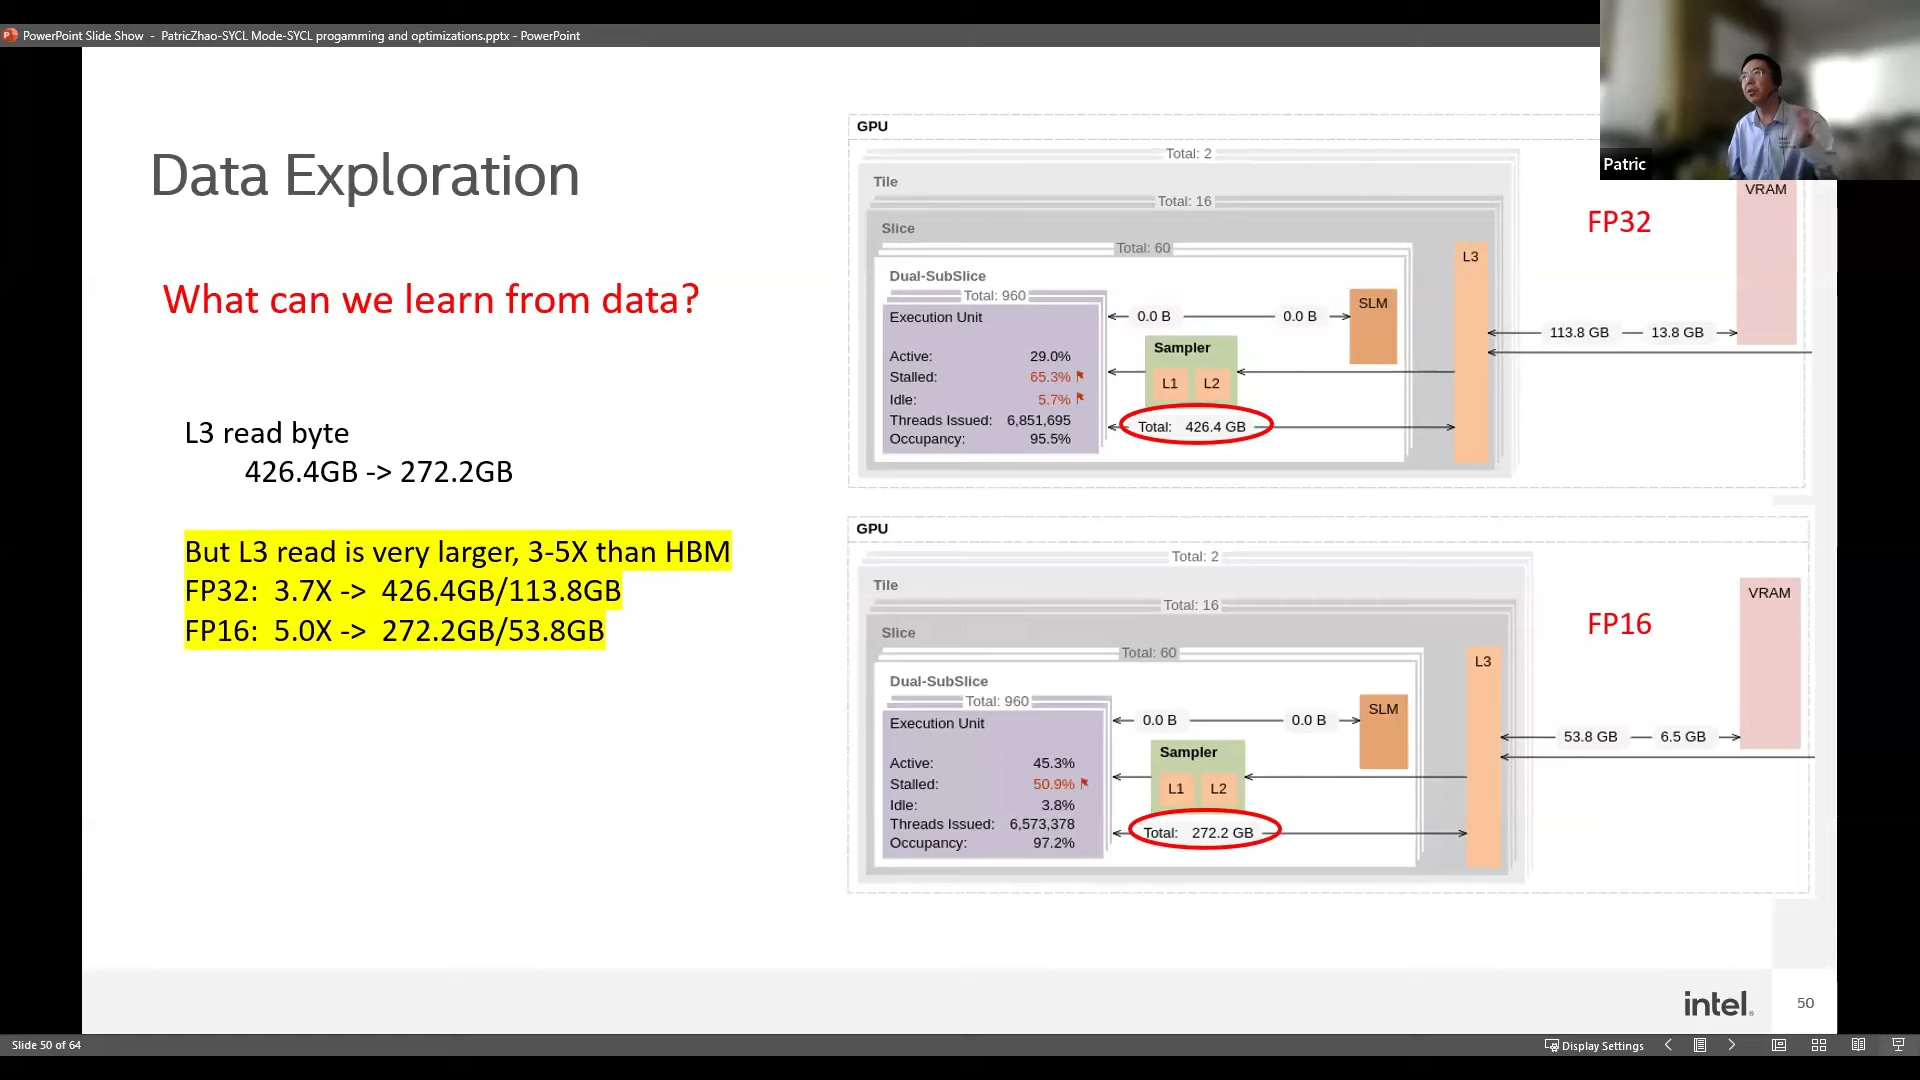 PowerPoint Slide Show - PatricZhao-SYCL Mode-SYCL progamming and optimizations.pptx - PowerPoint
Patric
Data Exploration
What can we learn from data?
L3 read byte
426.4GB -> 272.2GB
But L3 read is very larger, 3-5X than HBM
FP32: 3.7X -> 426.4GB/113.8GB
FP16: 5.0X -> 272.2GB/53.8GB
GPU
Total: 2
Tile
Total: 16
Slice
Total: 60
Dual-SubSlice
Total: 960
Execution Unit
Active: 29.0%
Stalled: 65.3%
Idle: 5.7%
Threads Issued: 6,851,695
Occupancy: 95.5%
0.0 B 0.0 B
SLM
Sampler
L1 L2
Total: 426.4 GB
L3
113.8 GB 13.8 GB
VRAM
FP32
GPU
Total: 2
Tile
Total: 16
Slice
Total: 60
Dual-SubSlice
Total: 960
Execution Unit
Active: 45.3%
Stalled: 50.9%
Idle: 3.8%
Threads Issued: 6,573,378
Occupancy: 97.2%
0.0 B 0.0 B
SLM
Sampler
L1 L2
Total: 272.2 GB
L3
53.8 GB 6.5 GB
VRAM
FP16
intel.
50
Slide 50 of 64
Display Settings